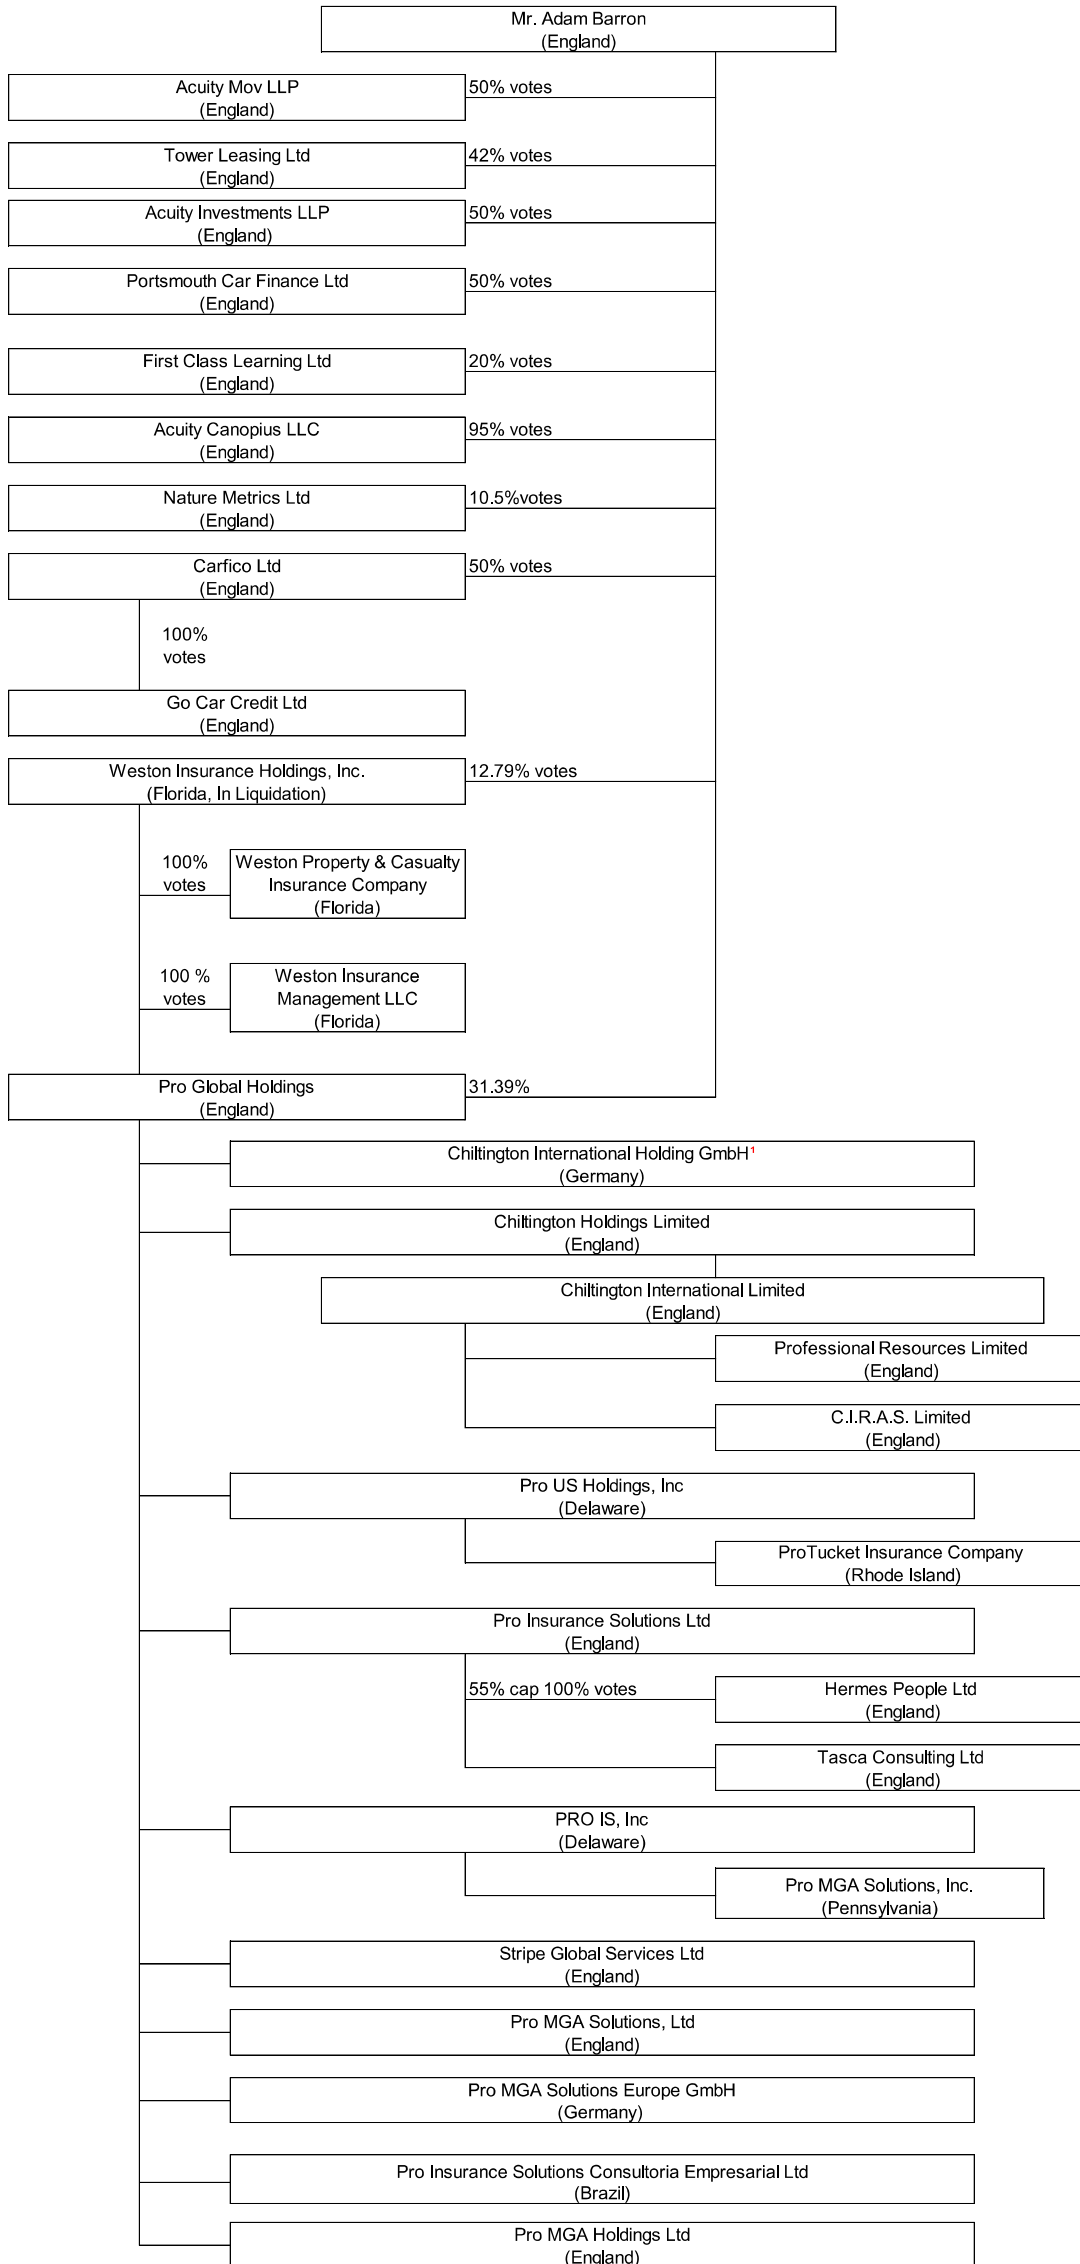 Mr. Adam Barron
(England)
Acuity Mov LLP
(England)
50% votes
Tower Leasing Ltd
(England)
42% votes
Acuity Investments LLP
(England)
50% votes
Portsmouth Car Finance Ltd
(England)
50% votes
First Class Learning Ltd
(England)
20% votes
Acuity Canopius LLC
(England)
95% votes
Nature Metrics Ltd
(England)
10.5%votes
Carfico Ltd
(England)
50% votes
100%
votes
Go Car Credit Ltd
(England)
Weston Insurance Holdings, Inc.
(Florida, In Liquidation)
12.79% votes
100%
votes
Weston Property & Casualty
Insurance Company
(Florida)
100 %
votes
Weston Insurance
Management LLC
(Florida)
Pro Global Holdings
(England)
31.39%
Chiltington International Holding GmbH¹
(Germany)
Chiltington Holdings Limited
(England)
Chiltington International Limited
(England)
Professional Resources Limited
(England)
C.I.R.A.S. Limited
(England)
Pro US Holdings, Inc
(Delaware)
ProTucket Insurance Company
(Rhode Island)
Pro Insurance Solutions Ltd
(England)
55% cap 100% votes
Hermes People Ltd
(England)
Tasca Consulting Ltd
(England)
PRO IS, Inc
(Delaware)
Pro MGA Solutions, Inc.
(Pennsylvania)
Stripe Global Services Ltd
(England)
Pro MGA Solutions, Ltd
(England)
Pro MGA Solutions Europe GmbH
(Germany)
Pro Insurance Solutions Consultoria Empresarial Ltd
(Brazil)
Pro MGA Holdings Ltd
(England)